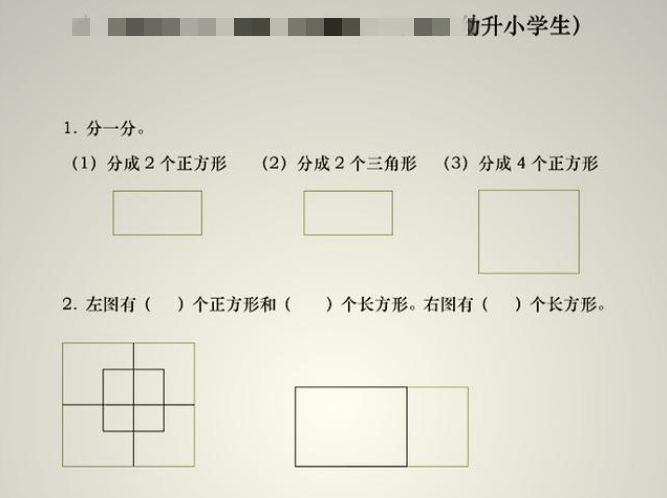 升小学生）
1. 分一分。
（1）分成 2 个正方形 （2）分成 2 个三角形 （3）分成 4 个正方形
2. 左图有（ ）个正方形和（ ）个长方形。右图有（ ）个长方形。